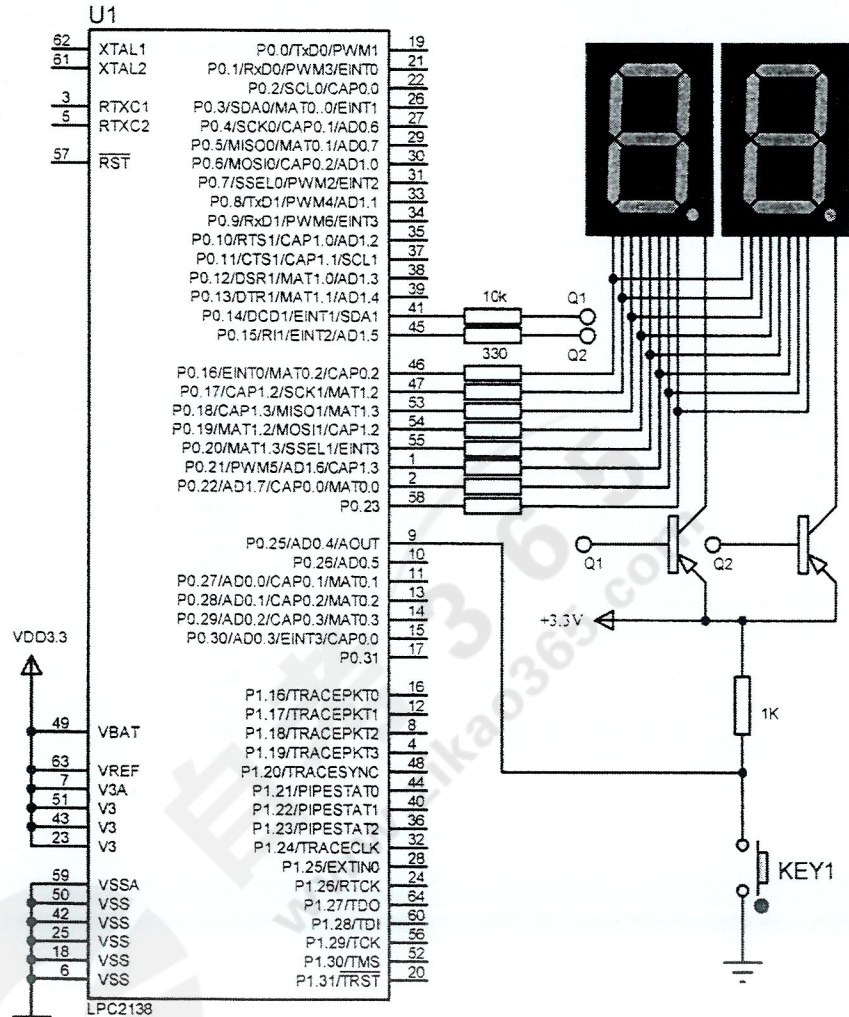 U1
62 XTAL1
61 XTAL2
3 RTXC1
5 RTXC2
57 RST
VDD3.3
49 VBAT
63 VREF
7 V3A
51 V3
43 V3
23 V3
59 VSSA
50 VSS
42 VSS
25 VSS
18 VSS
6 VSS
P0.0/TxD0/PWM1 19
P0.1/RxD0/PWM3/EINT0 21
P0.2/SCL0/CAP0.0 22
P0.3/SDA0/MAT0..0/EINT1 26
P0.4/SCK0/CAP0.1/AD0.6 27
P0.5/MISO0/MAT0.1/AD0.7 29
P0.6/MOSI0/CAP0.2/AD1.0 30
P0.7/SSEL0/PWM2/EINT2 31
P0.8/TxD1/PWM4/AD1.1 33
P0.9/RxD1/PWM6/EINT3 34
P0.10/RTS1/CAP1.0/AD1.2 35
P0.11/CTS1/CAP1.1/SCL1 37
P0.12/DSR1/MAT1.0/AD1.3 38
P0.13/DTR1/MAT1.1/AD1.4 39
P0.14/DCD1/EINT1/SDA1 41
P0.15/RI1/EINT2/AD1.5 45
P0.16/EINT0/MAT0.2/CAP0.2 46
P0.17/CAP1.2/SCK1/MAT1.2 47
P0.18/CAP1.3/MISO1/MAT1.3 53
P0.19/MAT1.2/MOSI1/CAP1.2 54
P0.20/MAT1.3/SSEL1/EINT3 55
P0.21/PWM5/AD1.6/CAP1.3 1
P0.22/AD1.7/CAP0.0/MAT0.0 2
P0.23 58
P0.25/AD0.4/AOUT 9
P0.26/AD0.5 10
P0.27/AD0.0/CAP0.1/MAT0.1 11
P0.28/AD0.1/CAP0.2/MAT0.2 13
P0.29/AD0.2/CAP0.3/MAT0.3 14
P0.30/AD0.3/EINT3/CAP0.0 15
P0.31 17
P1.16/TRACEPKT0 16
P1.17/TRACEPKT1 12
P1.18/TRACEPKT2 8
P1.19/TRACEPKT3 4
P1.20/TRACESYNC 48
P1.21/PIPESTAT0 44
P1.22/PIPESTAT1 40
P1.23/PIPESTAT2 36
P1.24/TRACECLK 32
P1.25/EXTIN0 28
P1.26/RTCK 24
P1.27/TDO 64
P1.28/TDI 60
P1.29/TCK 56
P1.30/TMS 52
P1.31/TRST 20
LPC2138
10k
Q1
Q2
330
Q1
Q2
+3.3V
1K
KEY1
自考365
www.zikao365.com